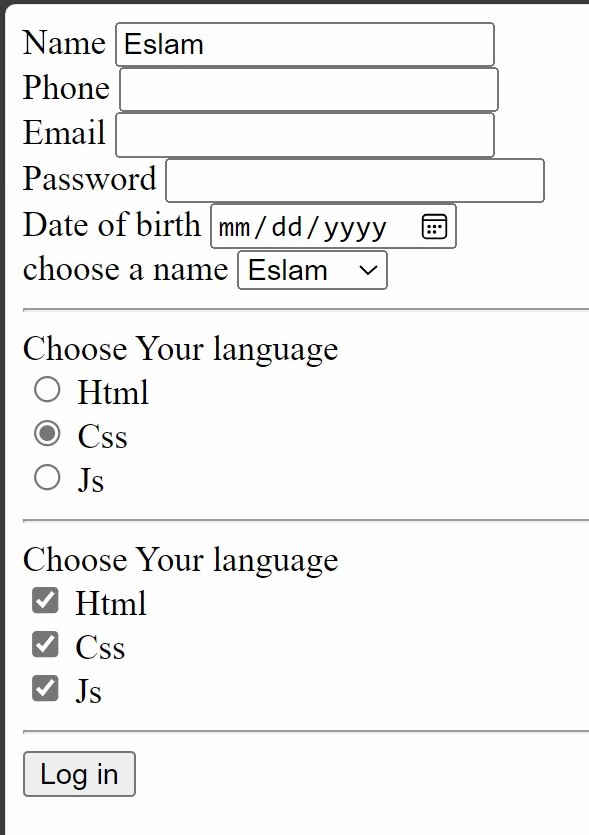 Name Eslam
Phone
Email
Password
Date of birth mm/dd/yyyy
choose a name Eslam
Choose Your language
Html
Css
Js
Choose Your language
Html
Css
Js
Log in